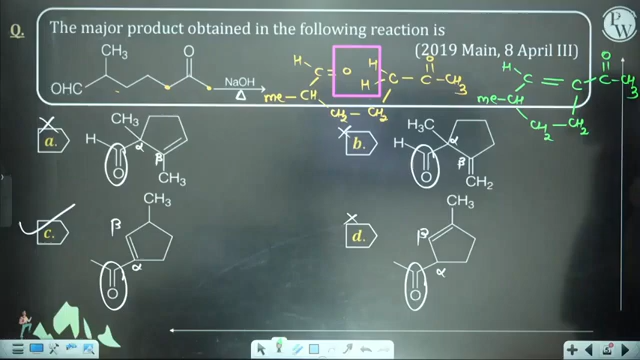 Q. The major product obtained in the following reaction is
(2019 Main, 8 April III)
CH₃
O
OHC
NaOH
Δ
H
C = O
H
H
C - C - CH₃
O
me - CH
CH₂ - CH₂
H
C = C - C - CH₃
O
me - CH
CH₂ - CH₂
x a.
CH₃
H
α
β
O
CH₃
x b.
H₃C
H
α
β
O
CH₂
c.
CH₃
β
α
O
x d.
CH₃
β
α
O
PW